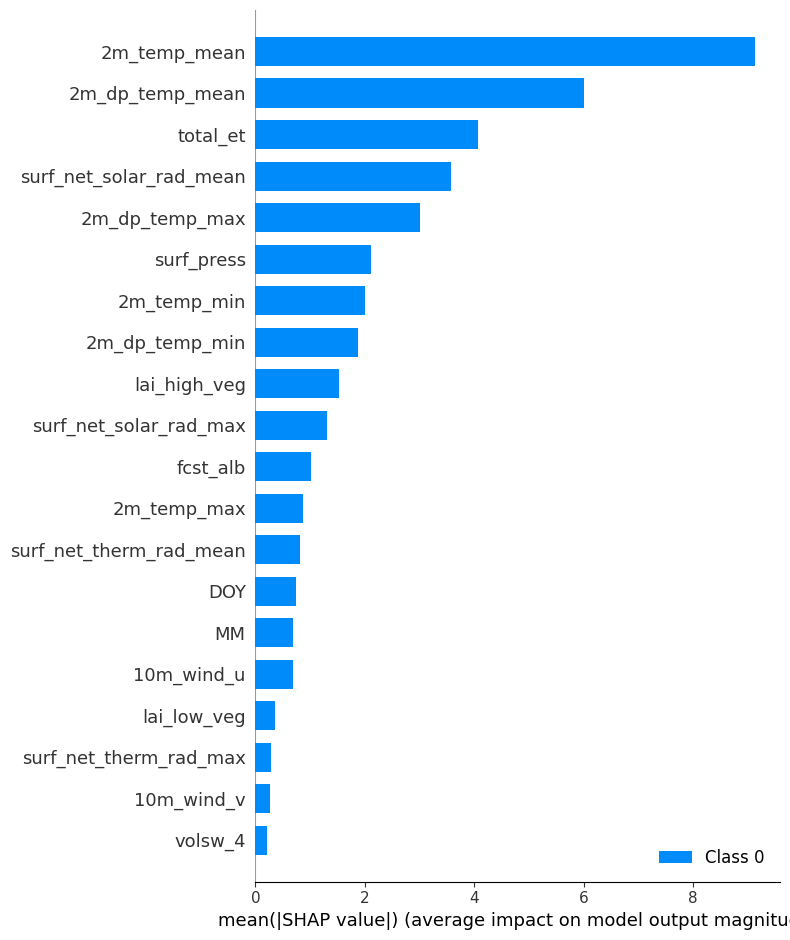 2m_temp_mean
2m_dp_temp_mean
total_et
surf_net_solar_rad_mean
2m_dp_temp_max
surf_press
2m_temp_min
2m_dp_temp_min
lai_high_veg
surf_net_solar_rad_max
fcst_alb
2m_temp_max
surf_net_therm_rad_mean
DOY
MM
10m_wind_u
lai_low_veg
surf_net_therm_rad_max
10m_wind_v
volsw_4
Class 0
0 2 4 6 8
mean(|SHAP value|) (average impact on model output magnitu